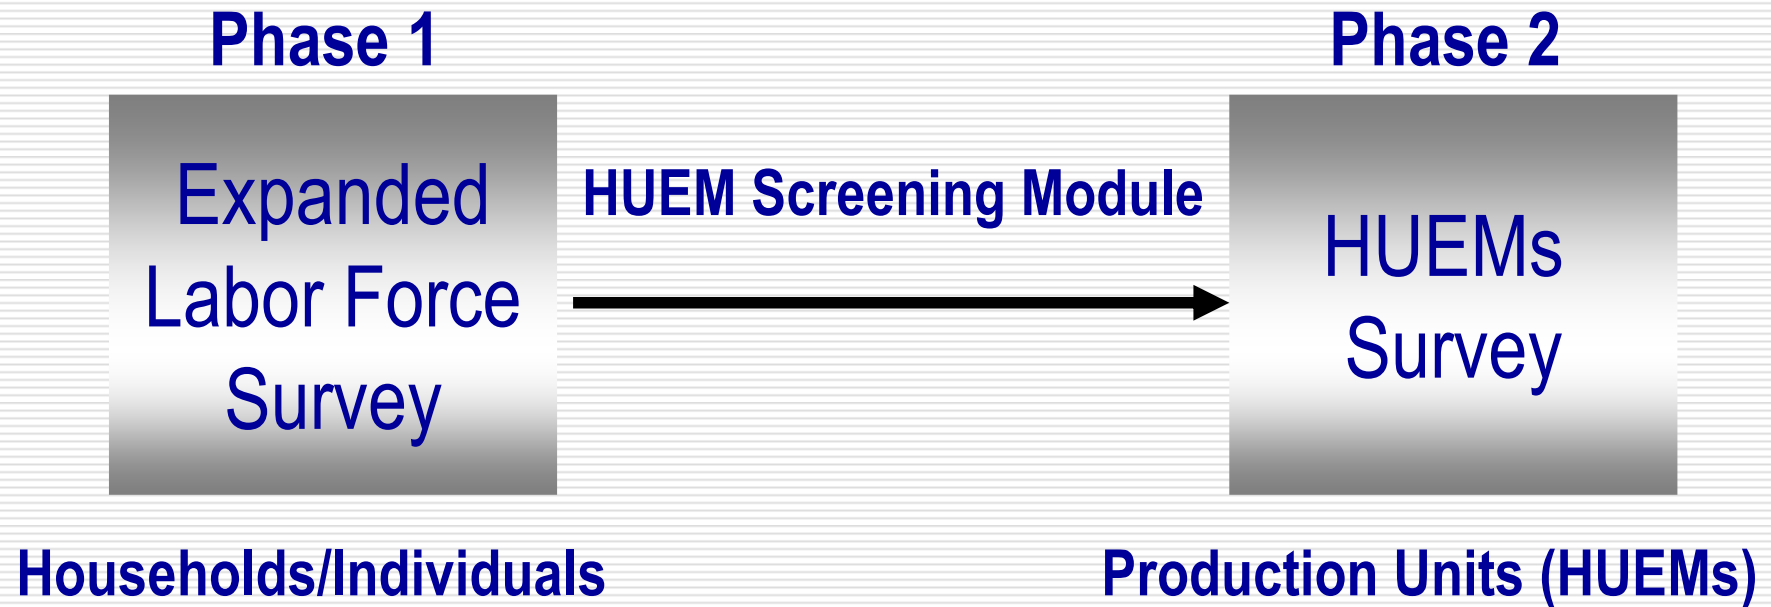 Phase 1
Phase 2
Expanded
Labor Force
Survey
HUEM Screening Module
HUEMs
Survey
Households/Individuals
Production Units (HUEMs)